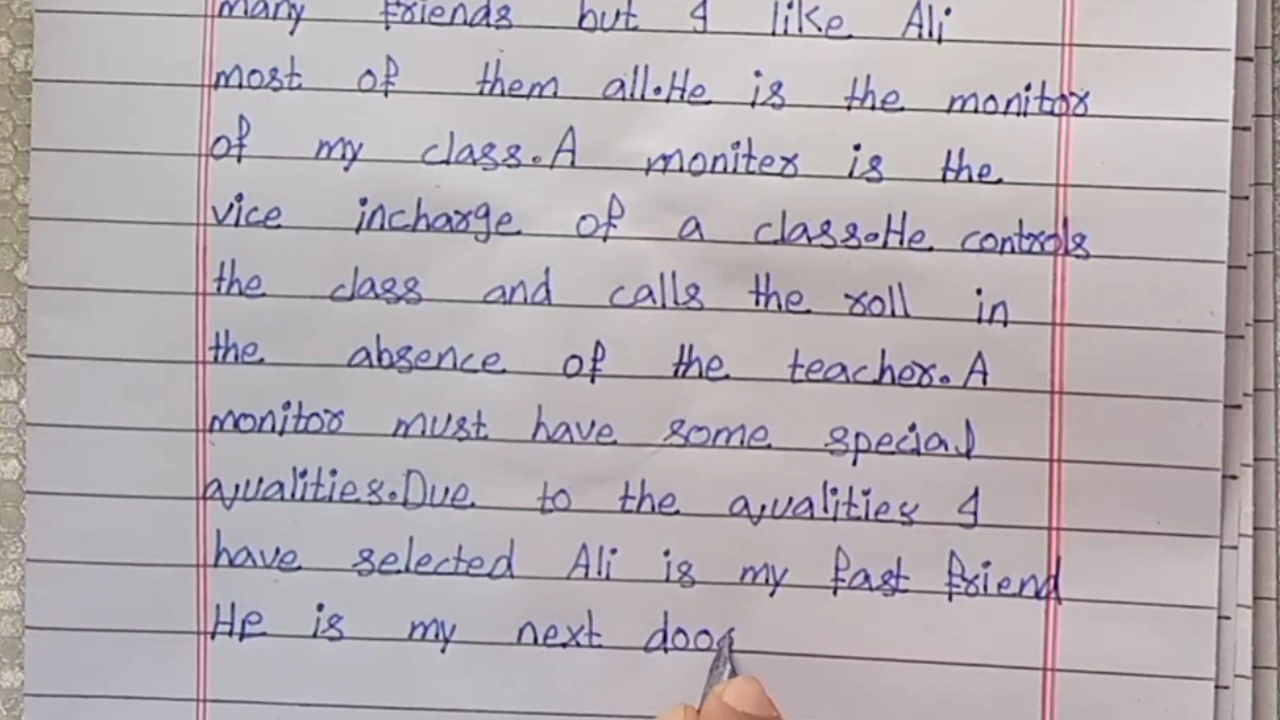 many friends but I like Ali
most of them all.He is the monitor
of my class.A moniter is the
vice incharge of a class.He controls
the class and calls the roll in
the absence of the teacher.A
monitor must have some special
qualities.Due to the qualities I
have selected Ali is my fast friend
He is my next door